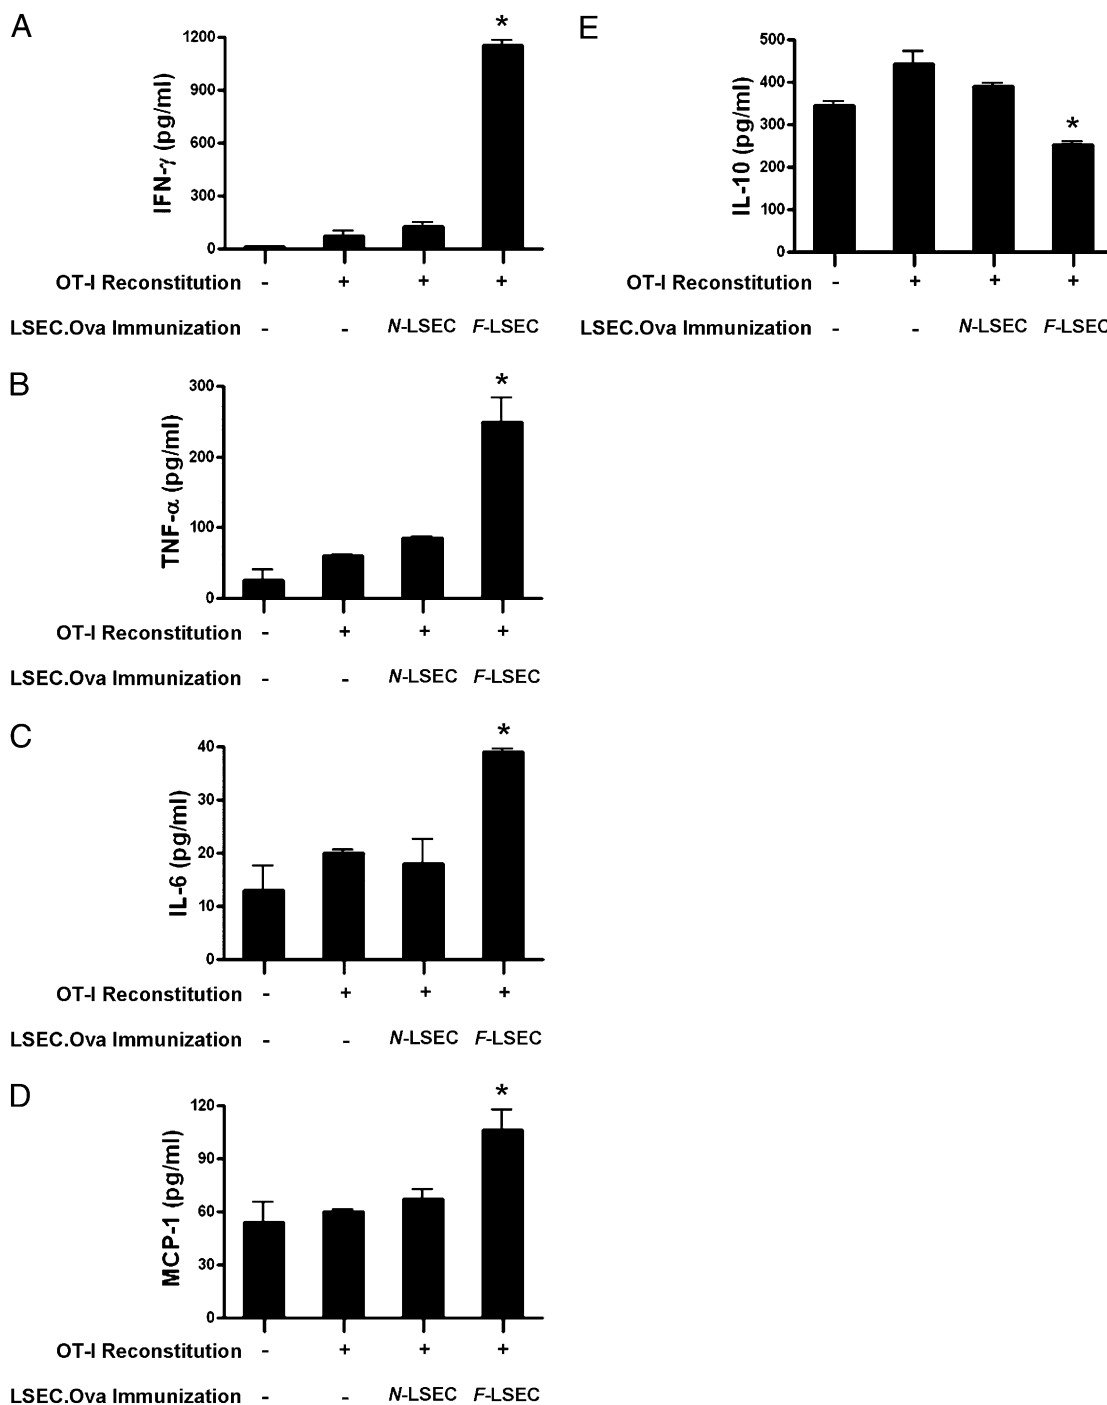 A
IFN-γ (pg/ml)
1200
900
600
300
0
*
OT-I Reconstitution - + + +
LSEC.Ova Immunization - - N-LSEC F-LSEC
B
TNF-α (pg/ml)
300
200
100
0
*
OT-I Reconstitution - + + +
LSEC.Ova Immunization - - N-LSEC F-LSEC
C
IL-6 (pg/ml)
40
30
20
10
0
*
OT-I Reconstitution - + + +
LSEC.Ova Immunization - - N-LSEC F-LSEC
D
MCP-1 (pg/ml)
120
90
60
30
0
*
OT-I Reconstitution - + + +
LSEC.Ova Immunization - - N-LSEC F-LSEC
E
IL-10 (pg/ml)
500
400
300
200
100
0
*
OT-I Reconstitution - + + +
LSEC.Ova Immunization - - N-LSEC F-LSEC